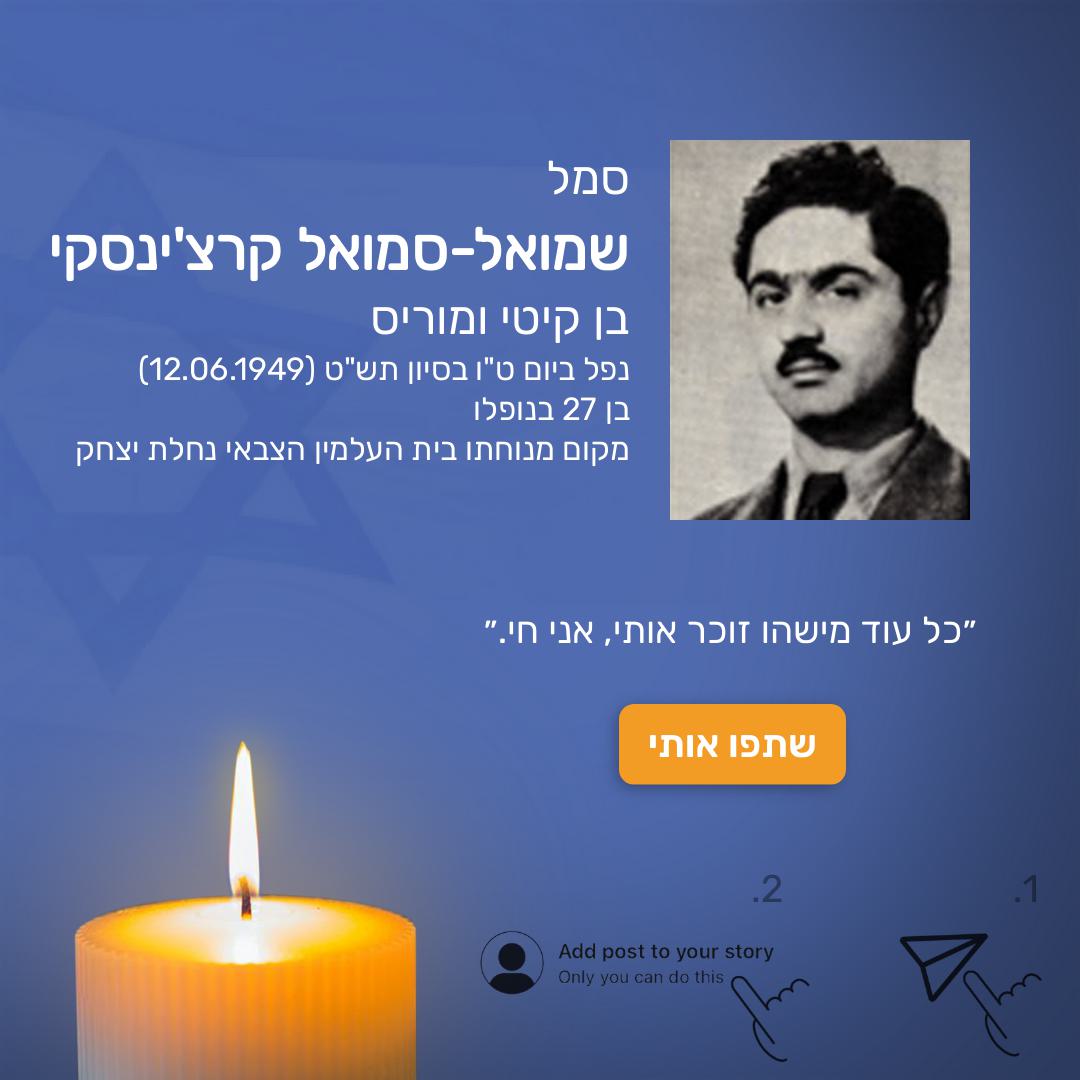 סמל
שמואל-סמואל קרצ'ינסקי
בן קיטי ומוריס
נפל ביום ט"ו בסיון תש"ט (12.06.1949)
בן 27 בנופלו
מקום מנוחתו בית העלמין הצבאי נחלת יצחק
״כל עוד מישהו זוכר אותי, אני חי.״
שתפו אותי
.1
.2
Add post to your story
Only you can do this